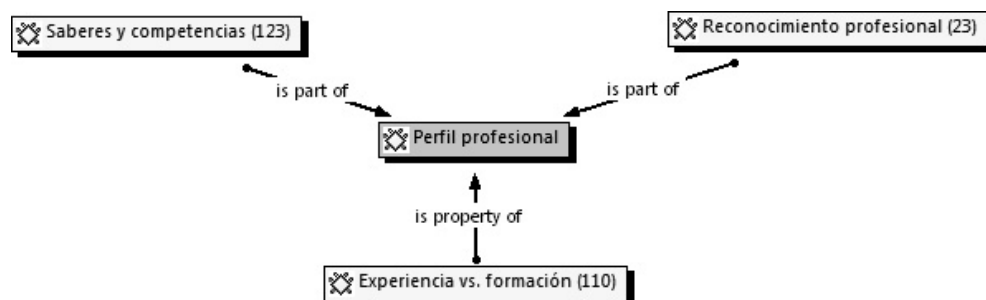 Saberes y competencias (123)
Reconocimiento profesional (23)
is part of
is part of
Perfil profesional
is property of
Experiencia vs. formación (110)